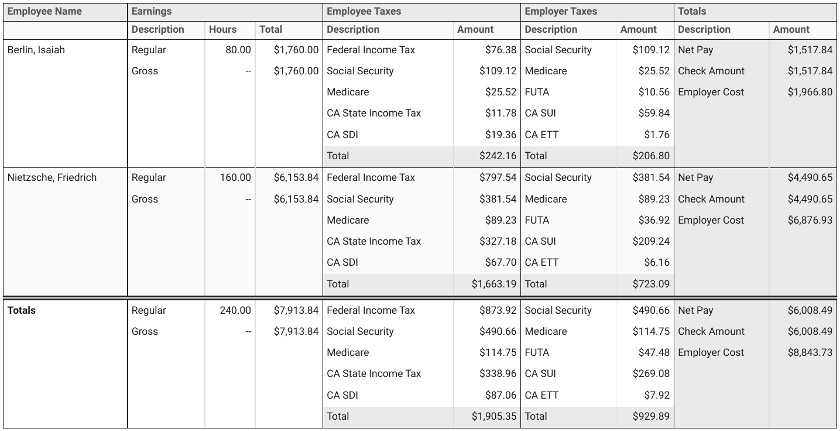 Employee Name Earnings Employee Taxes Employer Taxes Totals
Description Hours Total Description Amount Description Amount Description Amount
Berlin, Isaiah Regular 80.00 $1,760.00 Federal Income Tax $76.38 Social Security $109.12 Net Pay $1,517.84
Gross -- $1,760.00 Social Security $109.12 Medicare $25.52 Check Amount $1,517.84
Medicare $25.52 FUTA $10.56 Employer Cost $1,966.80
CA State Income Tax $11.78 CA SUI $59.84
CA SDI $19.36 CA ETT $1.76
Total $242.16 Total $206.80
Nietzsche, Friedrich Regular 160.00 $6,153.84 Federal Income Tax $797.54 Social Security $381.54 Net Pay $4,490.65
Gross -- $6,153.84 Social Security $381.54 Medicare $89.23 Check Amount $4,490.65
Medicare $89.23 FUTA $36.92 Employer Cost $6,876.93
CA State Income Tax $327.18 CA SUI $209.24
CA SDI $67.70 CA ETT $6.16
Total $1,663.19 Total $723.09
Totals Regular 240.00 $7,913.84 Federal Income Tax $873.92 Social Security $490.66 Net Pay $6,008.49
Gross -- $7,913.84 Social Security $490.66 Medicare $114.75 Check Amount $6,008.49
Medicare $114.75 FUTA $47.48 Employer Cost $8,843.73
CA State Income Tax $338.96 CA SUI $269.08
CA SDI $87.06 CA ETT $7.92
Total $1,905.35 Total $929.89